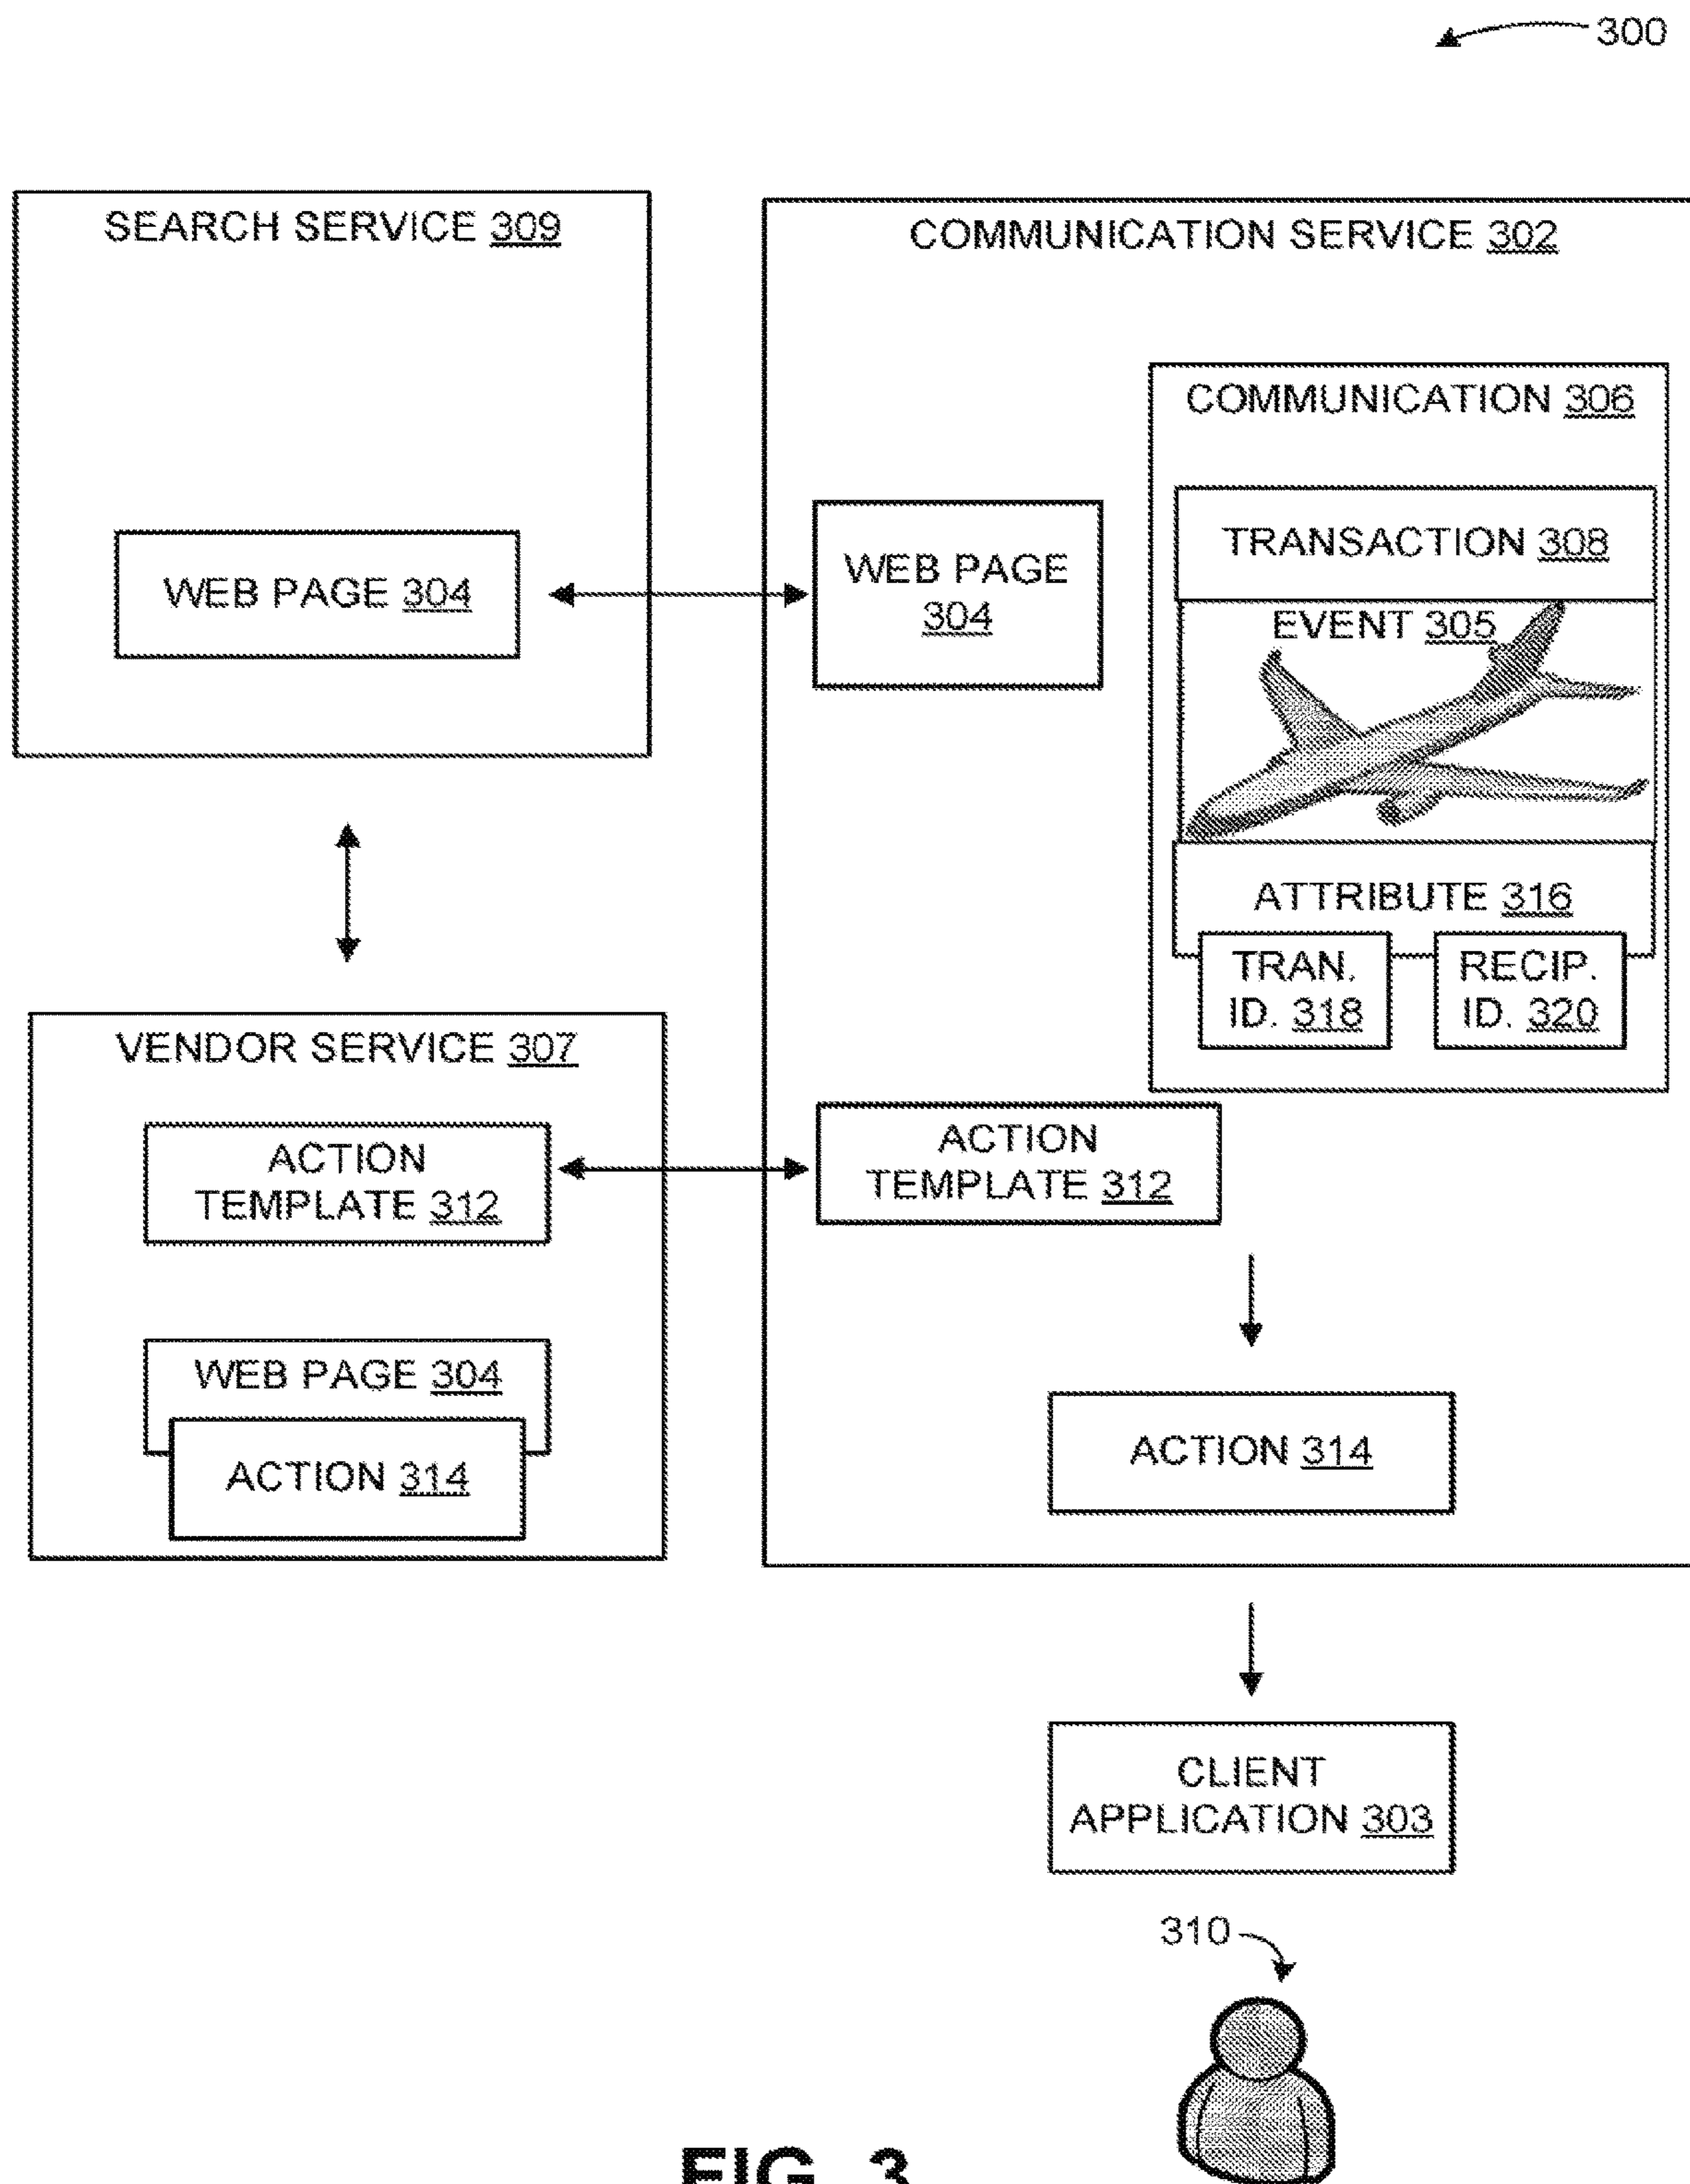 300
SEARCH SERVICE 309
WEB PAGE 304
COMMUNICATION SERVICE 302
WEB PAGE
304
COMMUNICATION 306
TRANSACTION 308
EVENT 305
ATTRIBUTE 316
TRAN.
ID. 318
RECIP.
ID. 320
VENDOR SERVICE 307
ACTION
TEMPLATE 312
WEB PAGE 304
ACTION 314
ACTION
TEMPLATE 312
ACTION 314
CLIENT
APPLICATION 303
310
FIG. 3